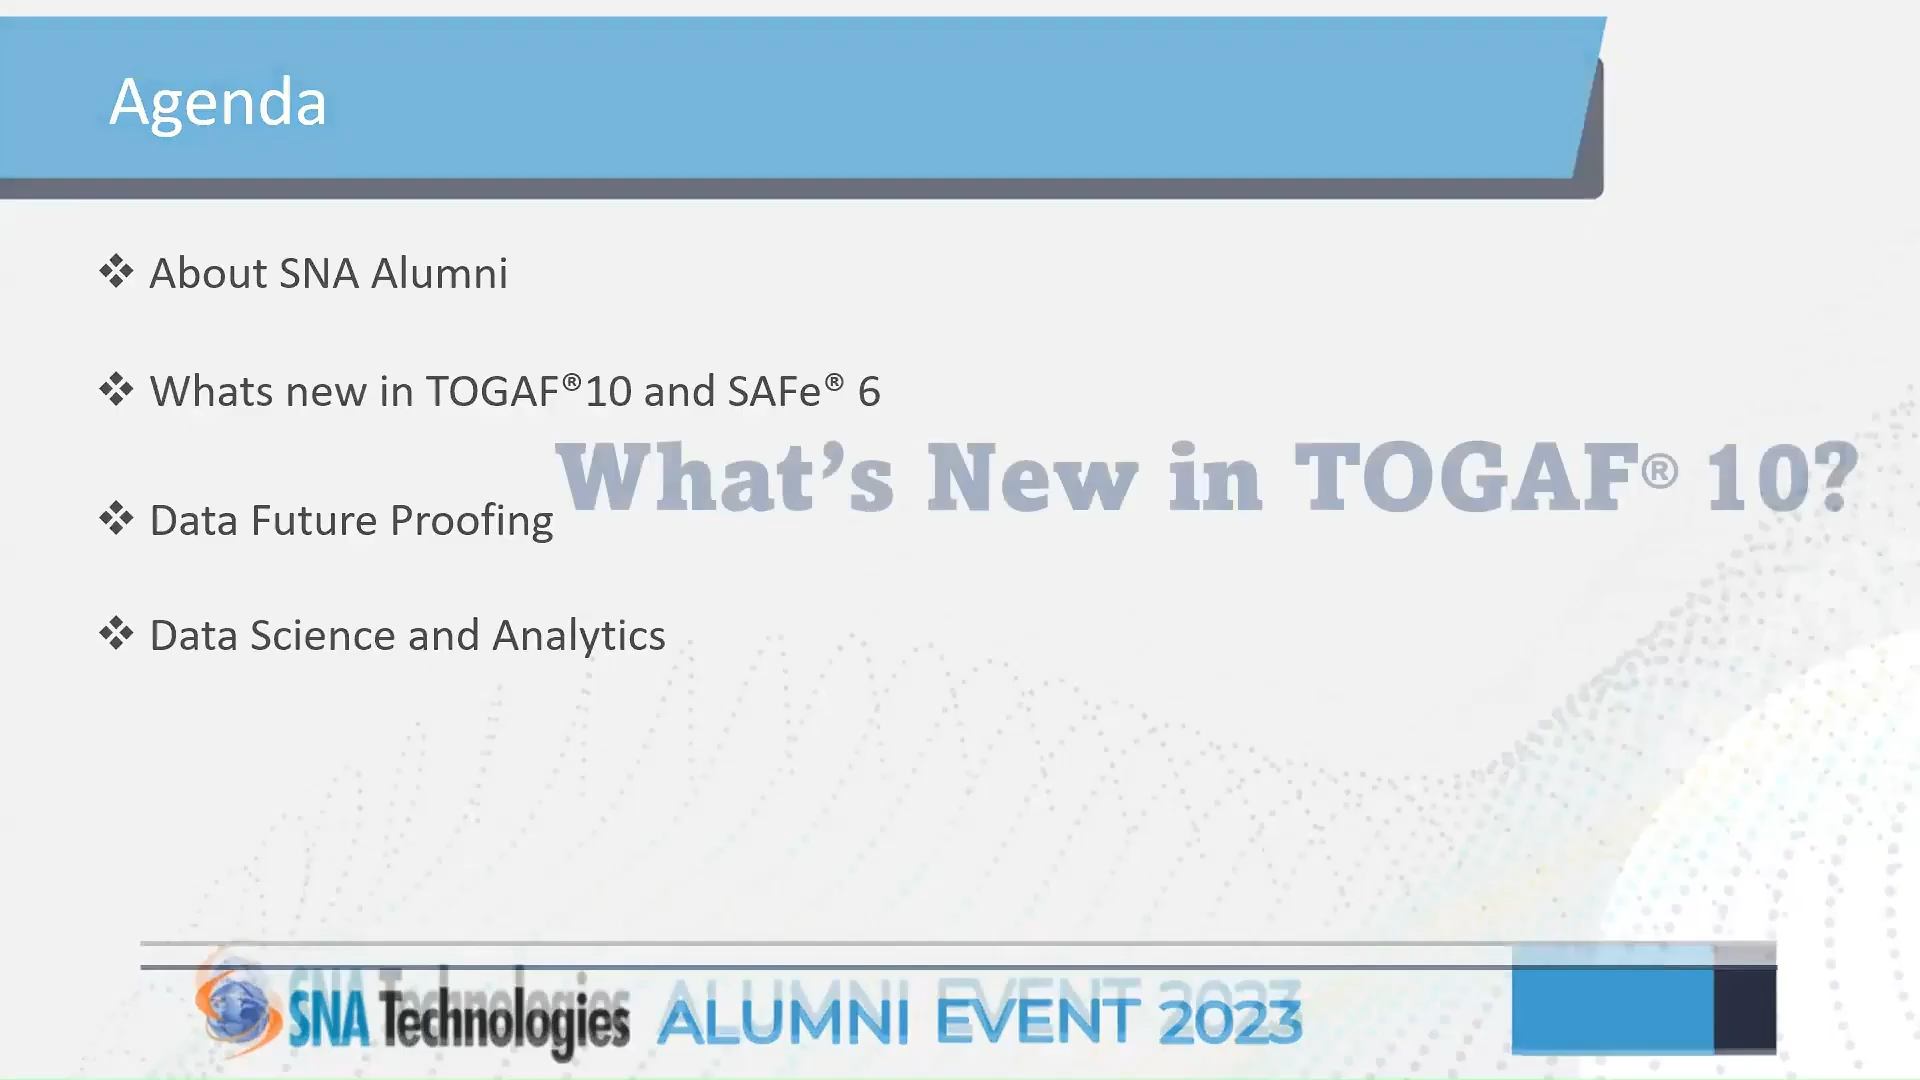 Agenda
❖ About SNA Alumni
❖ Whats new in TOGAF®10 and SAFe® 6
What’s New in TOGAF® 10?
❖ Data Future Proofing
❖ Data Science and Analytics
SNA Technologies ALUMNI EVENT 2023